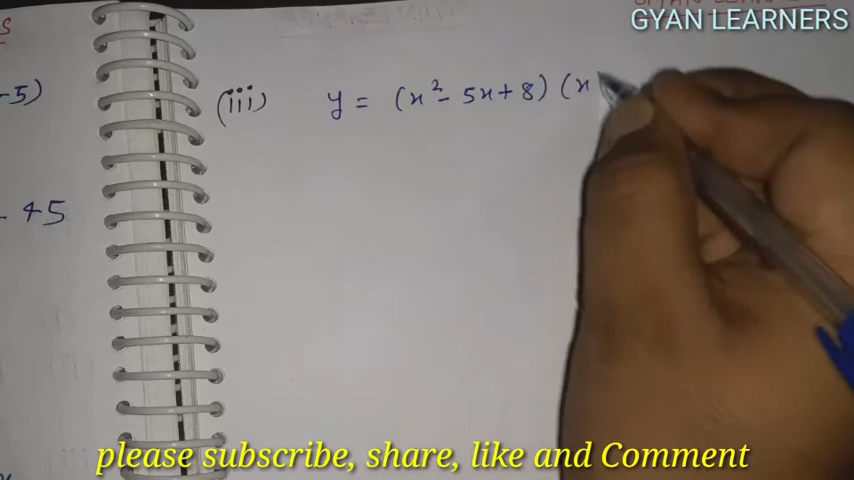 GYAN LEARNERS
s
-5)
(iii) y = (x² - 5x + 8) (x
- 45
please subscribe, share, like and Comment